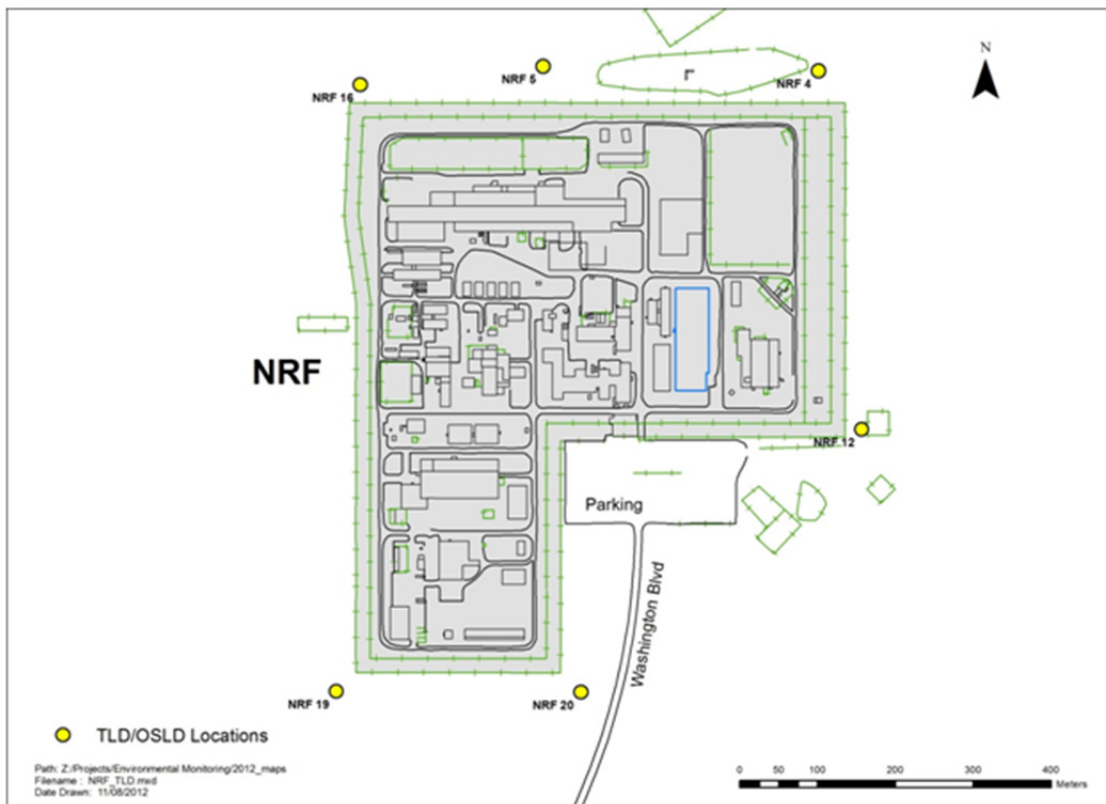 N
NRF 5
NRF 4
NRF 16
NRF
NRF 12
Parking
Washington Blvd
NRF 19
NRF 20
TLD/OSLD Locations
Path: Z:/Projects/Environmental Monitoring/2012_maps
Filename : NRF_TLD.mxd
Date Drawn: 11/08/2012
0 50 100 200 300 400
Meters